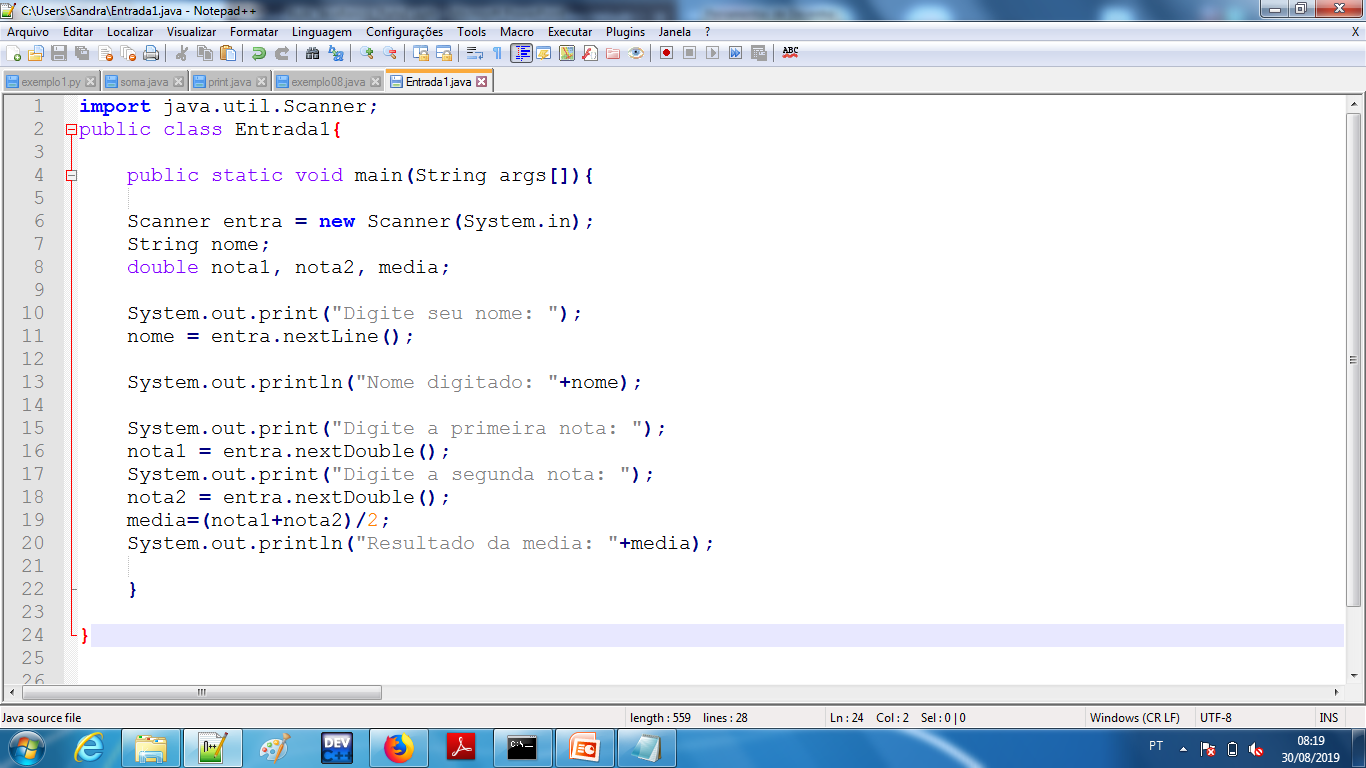 C:\Users\Sandra\Entrada1.java - Notepad++
Arquivo Editar Localizar Visualizar Formatar Linguagem Configurações Tools Macro Executar Plugins Janela ? X
ABC
exemplo1.py soma.java print.java exemplo08.java Entrada1.java
1 import java.util.Scanner;
2 public class Entrada1{
3
4 public static void main(String args[]){
5
6 Scanner entra = new Scanner(System.in);
7 String nome;
8 double nota1, nota2, media;
9
10 System.out.print("Digite seu nome: ");
11 nome = entra.nextLine();
12
13 System.out.println("Nome digitado: "+nome);
14
15 System.out.print("Digite a primeira nota: ");
16 nota1 = entra.nextDouble();
17 System.out.print("Digite a segunda nota: ");
18 nota2 = entra.nextDouble();
19 media=(nota1+nota2)/2;
20 System.out.println("Resultado da media: "+media);
21
22 }
23
24 }
25
26
Java source file length : 559 lines : 28 Ln : 24 Col : 2 Sel : 0 | 0 Windows (CR LF) UTF-8 INS
DEV C++ C:\ PT 08:19
30/08/2019